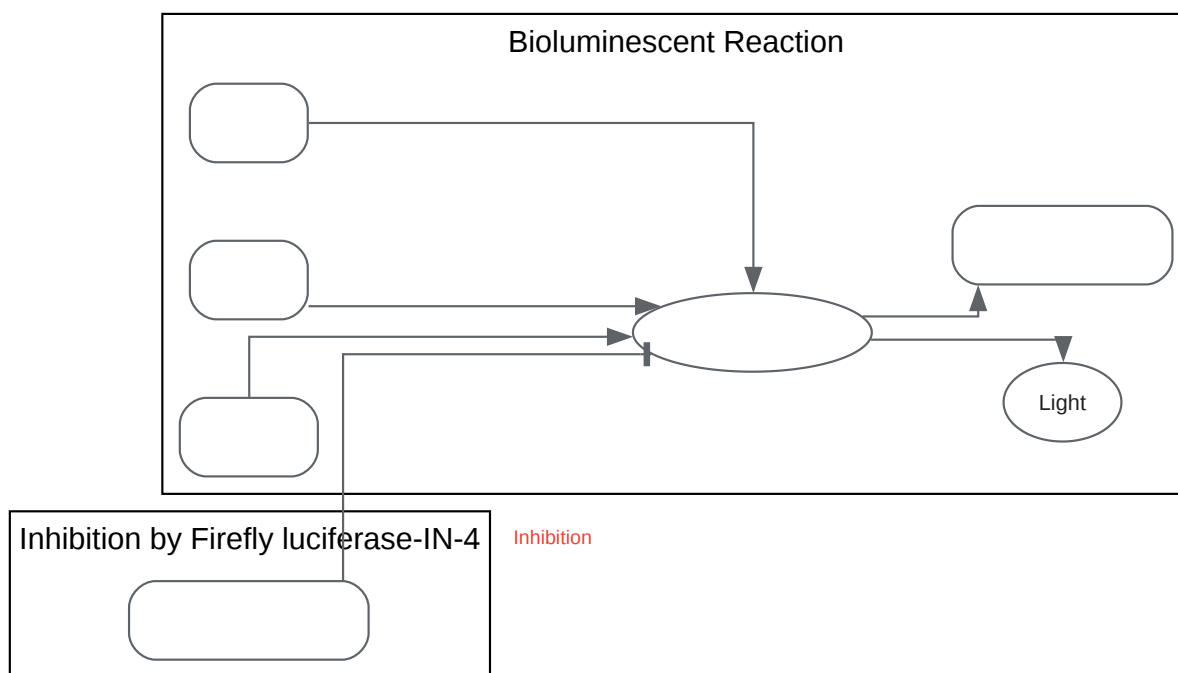 Bioluminescent Reaction
Light
Inhibition by Firefly luciferase-IN-4
Inhibition